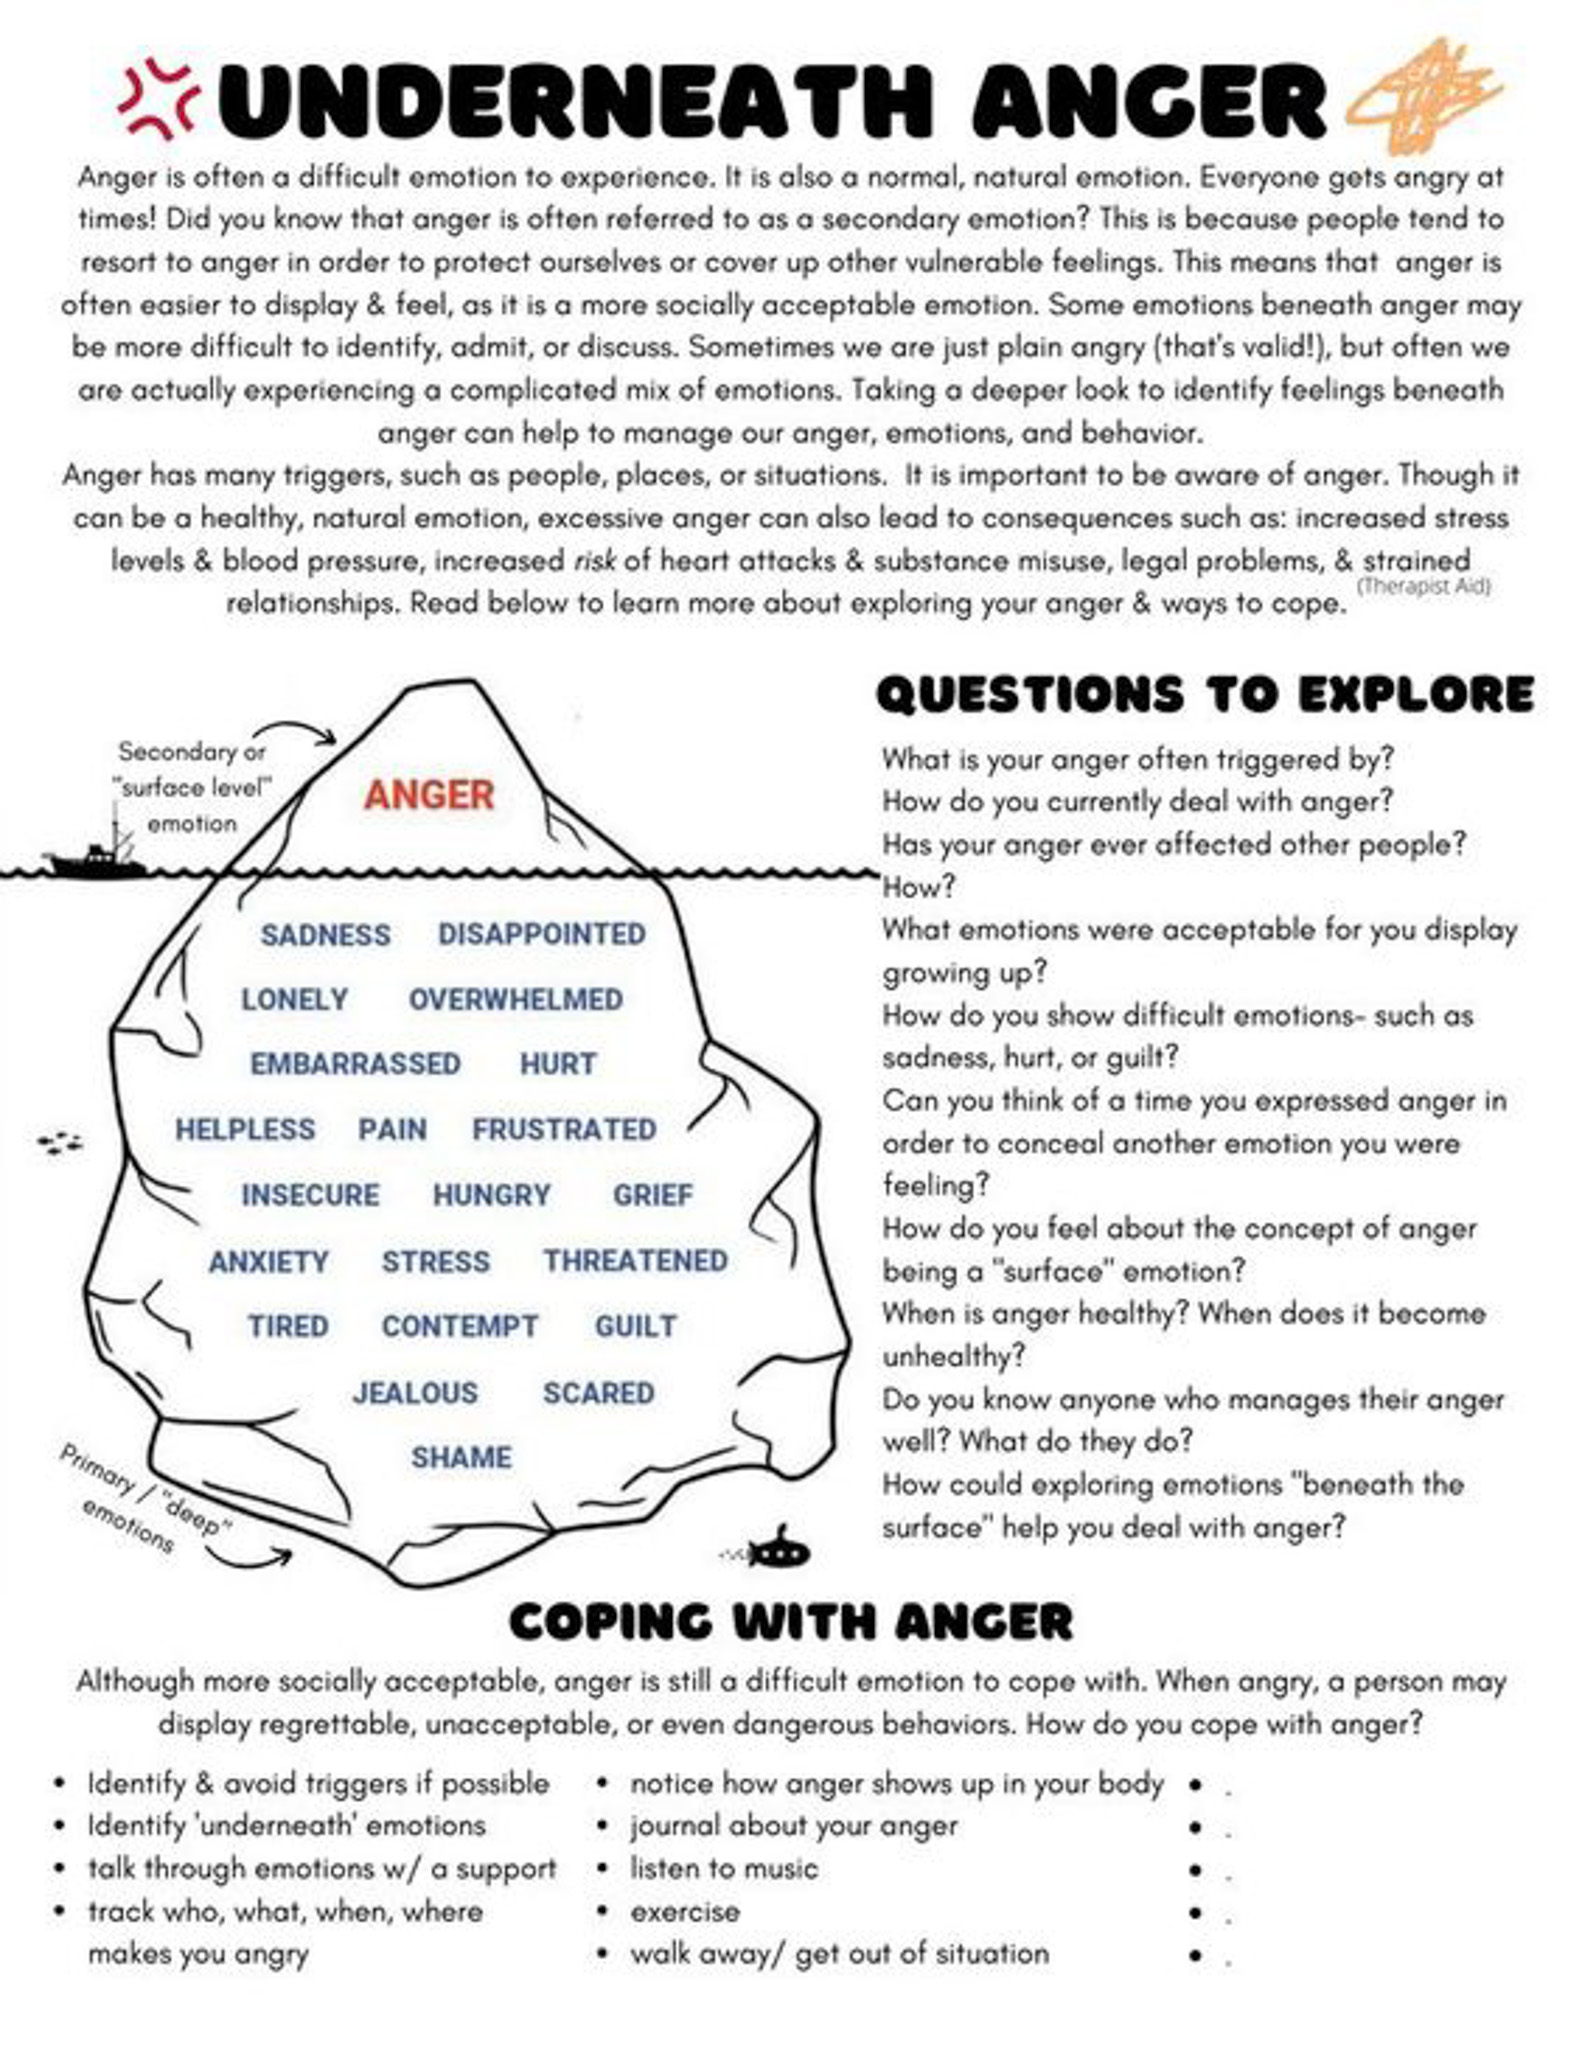 UNDERNEATH ANGER
Anger is often a difficult emotion to experience. It is also a normal, natural emotion. Everyone gets angry at
times! Did you know that anger is often referred to as a secondary emotion? This is because people tend to
resort to anger in order to protect ourselves or cover up other vulnerable feelings. This means that  anger is
often easier to display & feel, as it is a more socially acceptable emotion. Some emotions beneath anger may
be more difficult to identify, admit, or discuss. Sometimes we are just plain angry (that's valid!), but often we
are actually experiencing a complicated mix of emotions. Taking a deeper look to identify feelings beneath
anger can help to manage our anger, emotions, and behavior.
Anger has many triggers, such as people, places, or situations.  It is important to be aware of anger. Though it
can be a healthy, natural emotion, excessive anger can also lead to consequences such as: increased stress
levels & blood pressure, increased risk of heart attacks & substance misuse, legal problems, & strained
relationships. Read below to learn more about exploring your anger & ways to cope.
(Therapist Aid)
Secondary or
"surface level"
emotion
ANGER
SADNESS DISAPPOINTED
LONELY OVERWHELMED
EMBARRASSED HURT
HELPLESS PAIN FRUSTRATED
INSECURE HUNGRY GRIEF
ANXIETY STRESS THREATENED
TIRED CONTEMPT GUILT
JEALOUS SCARED
SHAME
Primary / "deep"
emotions
QUESTIONS TO EXPLORE
What is your anger often triggered by?
How do you currently deal with anger?
Has your anger ever affected other people?
How?
What emotions were acceptable for you display
growing up?
How do you show difficult emotions- such as
sadness, hurt, or guilt?
Can you think of a time you expressed anger in
order to conceal another emotion you were
feeling?
How do you feel about the concept of anger
being a "surface" emotion?
When is anger healthy? When does it become
unhealthy?
Do you know anyone who manages their anger
well? What do they do?
How could exploring emotions "beneath the
surface" help you deal with anger?
COPING WITH ANGER
Although more socially acceptable, anger is still a difficult emotion to cope with. When angry, a person may
display regrettable, unacceptable, or even dangerous behaviors. How do you cope with anger?
• Identify & avoid triggers if possible
• Identify 'underneath' emotions
• talk through emotions w/ a support
• track who, what, when, where
makes you angry
• notice how anger shows up in your body
• journal about your anger
• listen to music
• exercise
• walk away/ get out of situation
• .
• .
• .
• .
• .